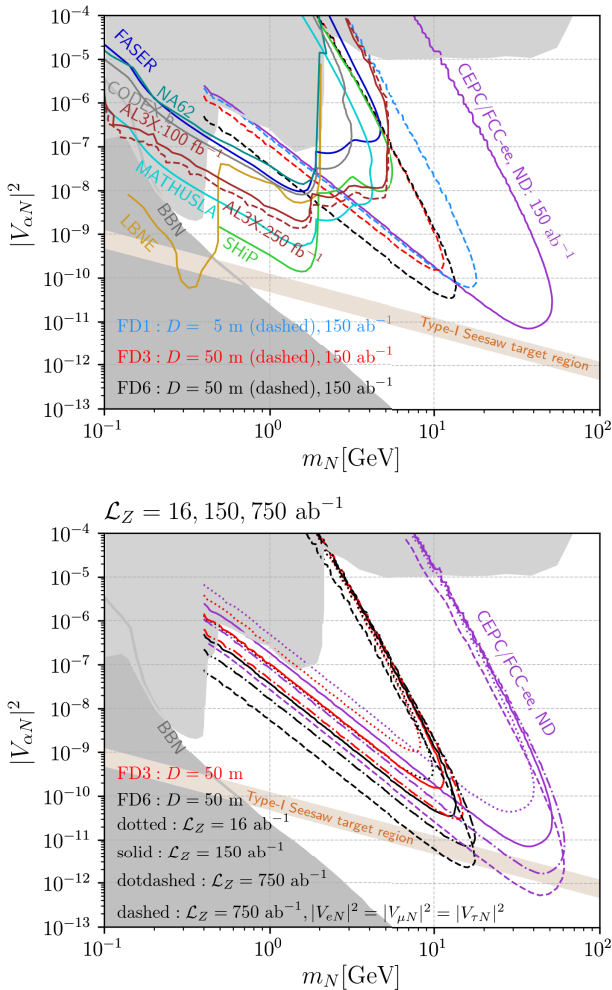 10^−4
10^−5
10^−6
10^−7
10^−8
10^−9
10^−10
10^−11
10^−12
10^−13
|V_αN|^2
FASER
NA62
CODEX-b
AL3X:100 fb^−1
MATHUSLA
AL3X:250 fb^−1
LBNE
BBN
SHiP
CEPC/FCC-ee, ND: 150 ab^−1
Type-I Seesaw target region
FD1 : D = 5 m (dashed), 150 ab^−1
FD3 : D = 50 m (dashed), 150 ab^−1
FD6 : D = 50 m (dashed), 150 ab^−1
10^−1 10^0 10^1 10^2
m_N[GeV]
ℒ_Z = 16, 150, 750 ab^−1
10^−4
10^−5
10^−6
10^−7
10^−8
10^−9
10^−10
10^−11
10^−12
10^−13
|V_αN|^2
CEPC/FCC-ee, ND
BBN
Type-I Seesaw target region
FD3 : D = 50 m
FD6 : D = 50 m
dotted : ℒ_Z = 16 ab^−1
solid : ℒ_Z = 150 ab^−1
dotdashed : ℒ_Z = 750 ab^−1
dashed : ℒ_Z = 750 ab^−1, |V_eN|^2 = |V_μN|^2 = |V_τN|^2
10^−1 10^0 10^1 10^2
m_N[GeV]